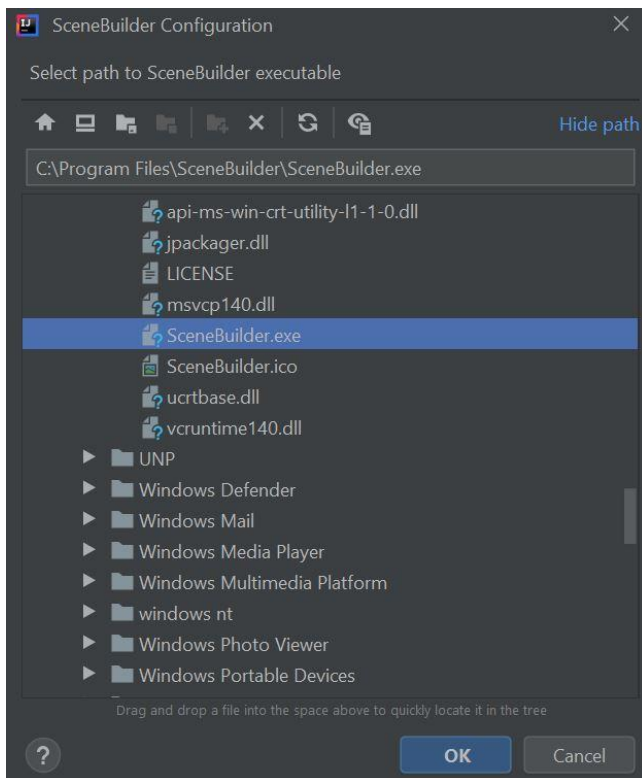 SceneBuilder Configuration
Select path to SceneBuilder executable
Hide path
C:\Program Files\SceneBuilder\SceneBuilder.exe
api-ms-win-crt-utility-l1-1-0.dll
jpackager.dll
LICENSE
msvcp140.dll
SceneBuilder.exe
SceneBuilder.ico
ucrtbase.dll
vcruntime140.dll
UNP
Windows Defender
Windows Mail
Windows Media Player
Windows Multimedia Platform
windows nt
Windows Photo Viewer
Windows Portable Devices
Drag and drop a file into the space above to quickly locate it in the tree
? OK Cancel